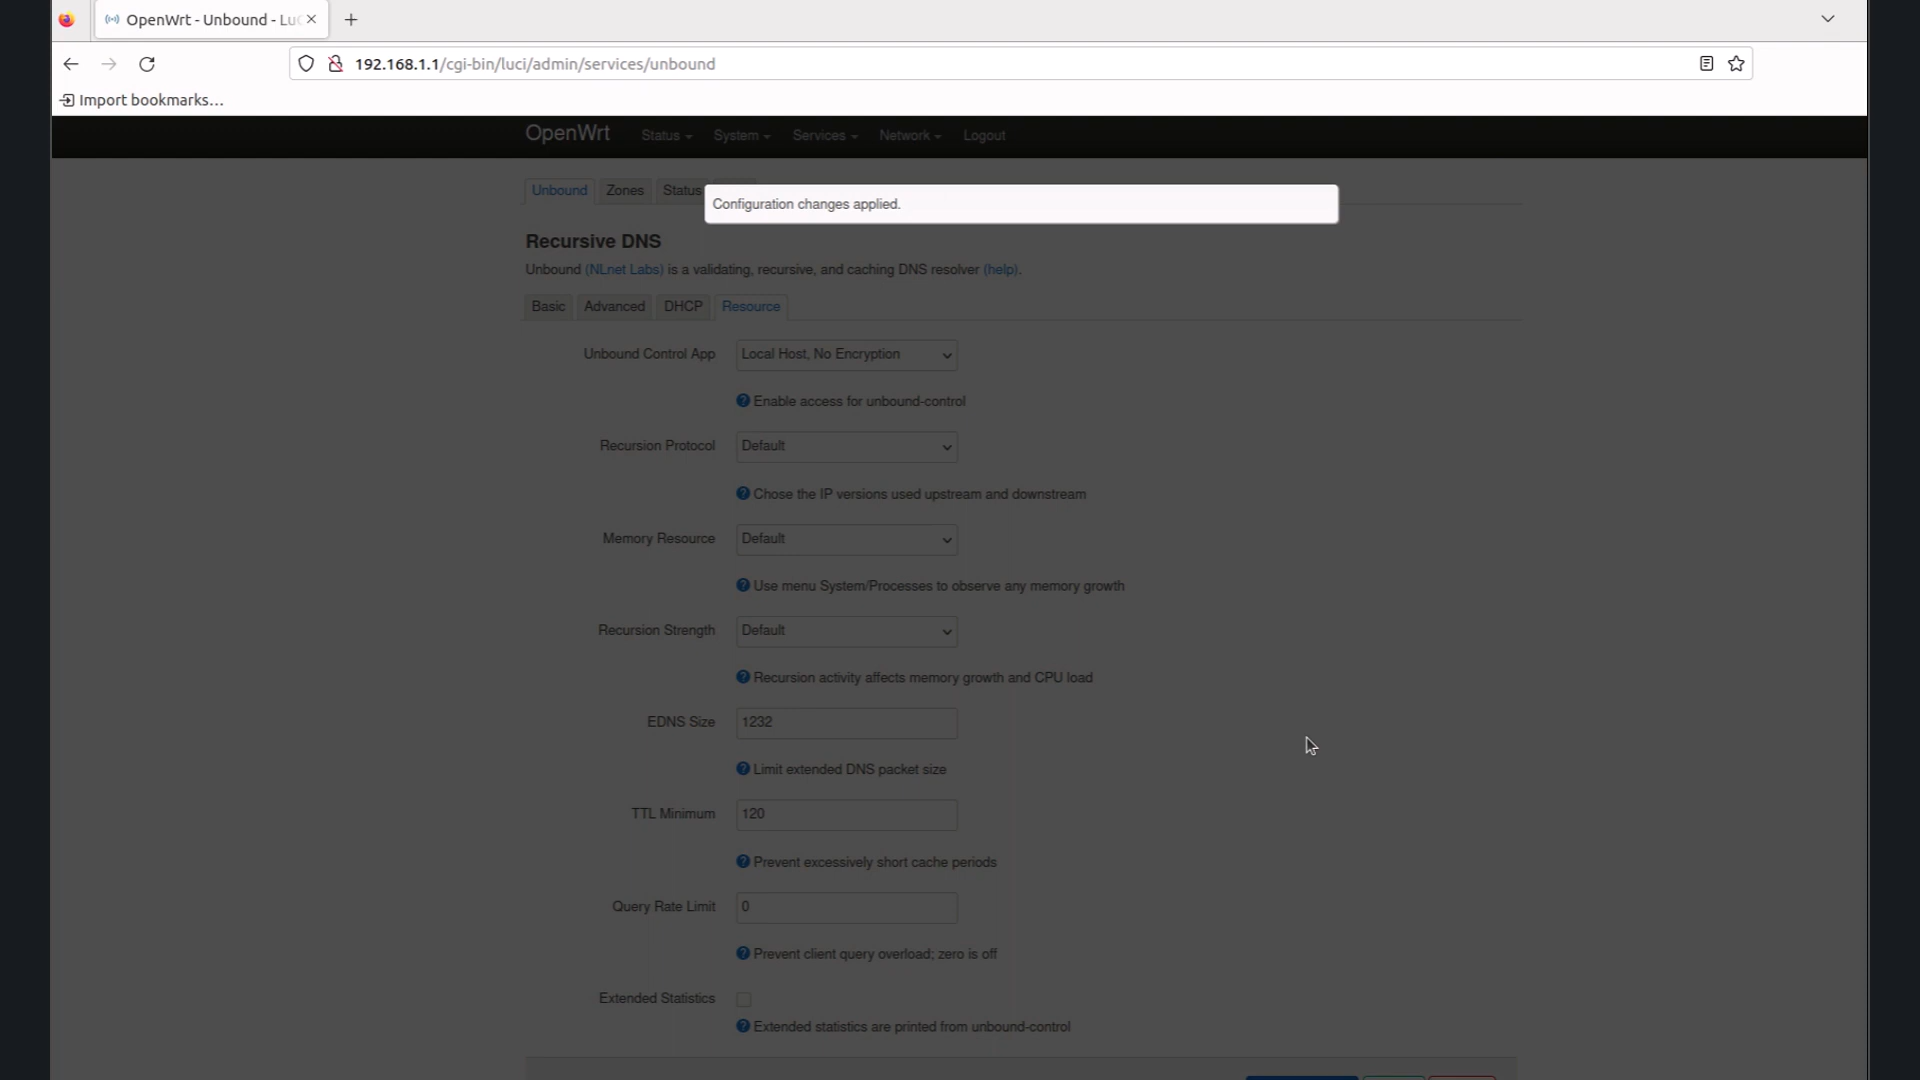 OpenWrt - Unbound - Lu
192.168.1.1/cgi-bin/luci/admin/services/unbound
Import bookmarks...
OpenWrt Status System Services Network Logout
Unbound Zones Status
Configuration changes applied.
Recursive DNS
Unbound (NLnet Labs) is a validating, recursive, and caching DNS resolver (help).
Basic Advanced DHCP Resource
Unbound Control App Local Host, No Encryption
Enable access for unbound-control
Recursion Protocol Default
Chose the IP versions used upstream and downstream
Memory Resource Default
Use menu System/Processes to observe any memory growth
Recursion Strength Default
Recursion activity affects memory growth and CPU load
EDNS Size 1232
Limit extended DNS packet size
TTL Minimum 120
Prevent excessively short cache periods
Query Rate Limit 0
Prevent client query overload; zero is off
Extended Statistics
Extended statistics are printed from unbound-control